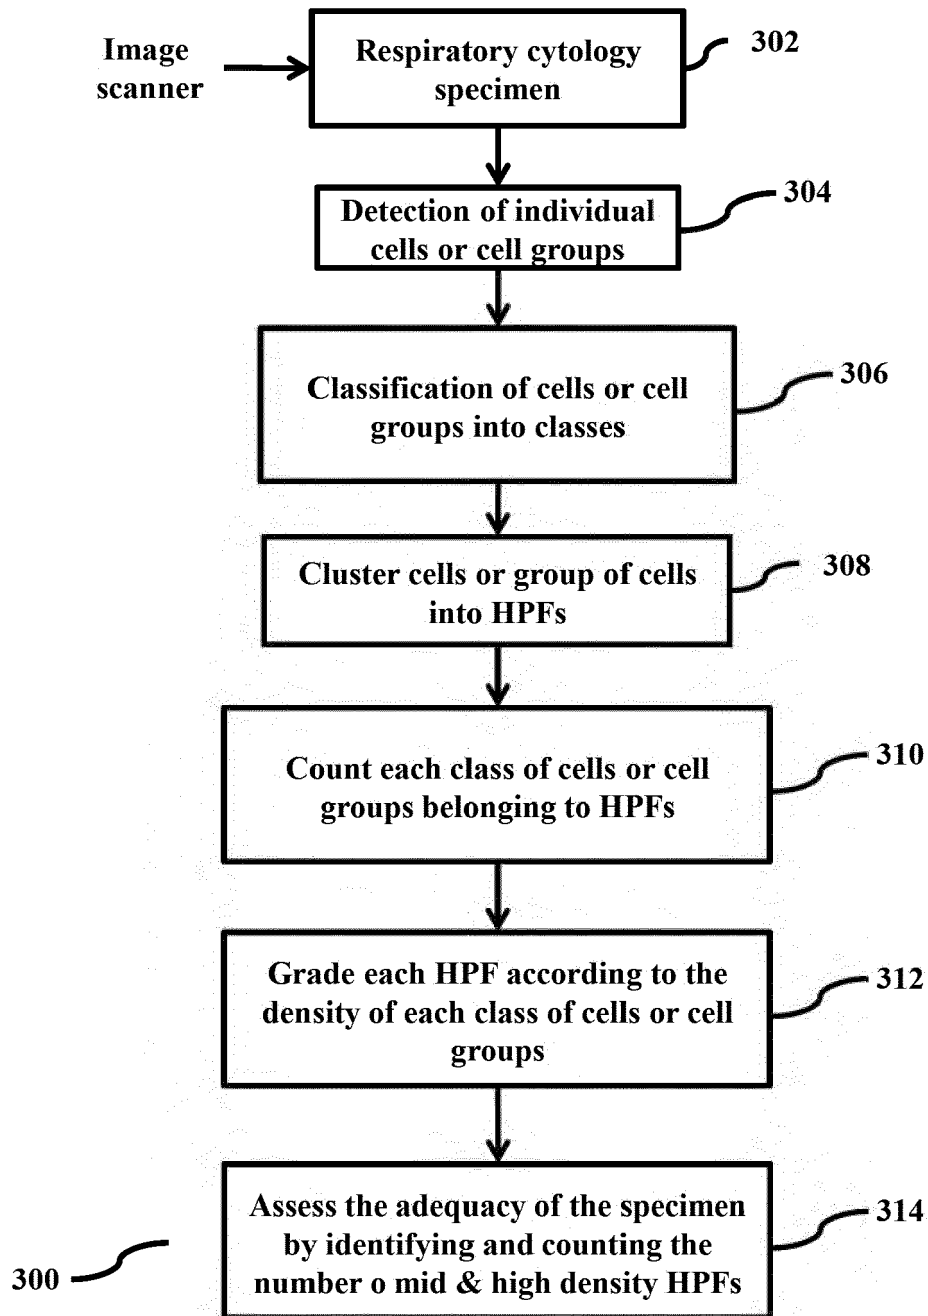 Image
scanner
Respiratory cytology
specimen
302
Detection of individual
cells or cell groups
304
Classification of cells or cell
groups into classes
306
Cluster cells or group of cells
into HPFs
308
Count each class of cells or cell
groups belonging to HPFs
310
Grade each HPF according to the
density of each class of cells or cell
groups
312
Assess the adequacy of the specimen
by identifying and counting the
number o mid & high density HPFs
314
300